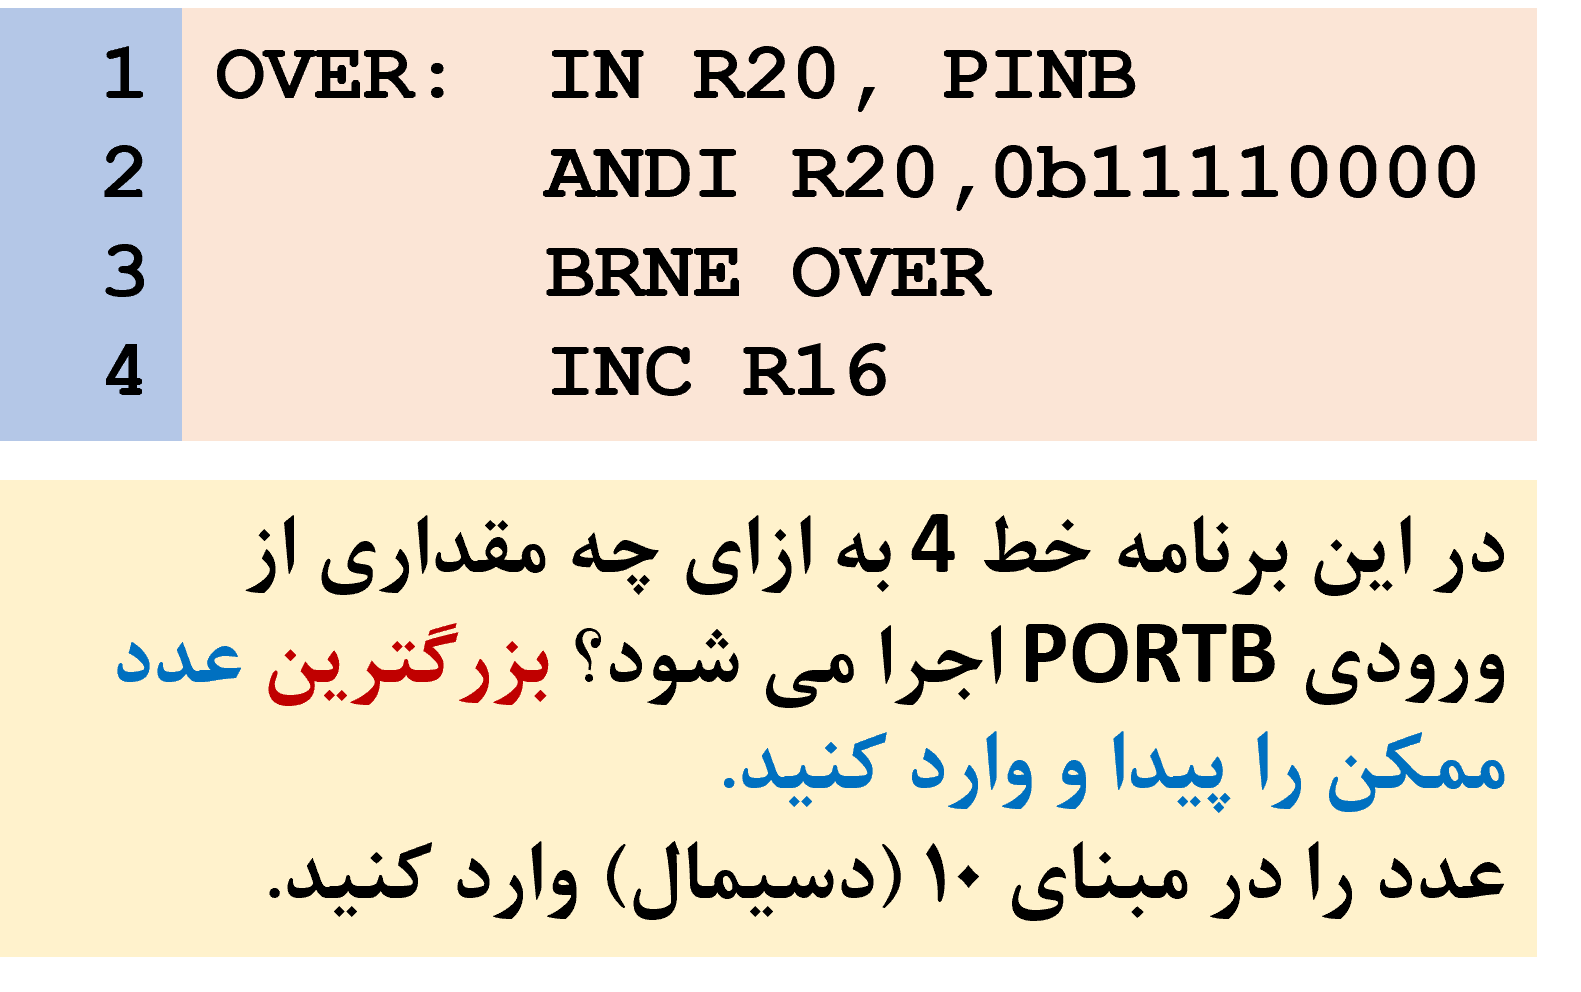 1 OVER: IN R20, PINB
2 ANDI R20,0b11110000
3 BRNE OVER
4 INC R16
در این برنامه خط 4 به ازای چه مقداری از
ورودی PORTB اجرا می شود؟ بزرگترین عدد
ممکن را پیدا و وارد کنید.
عدد را در مبنای ۱۰ (دسیمال) وارد کنید.